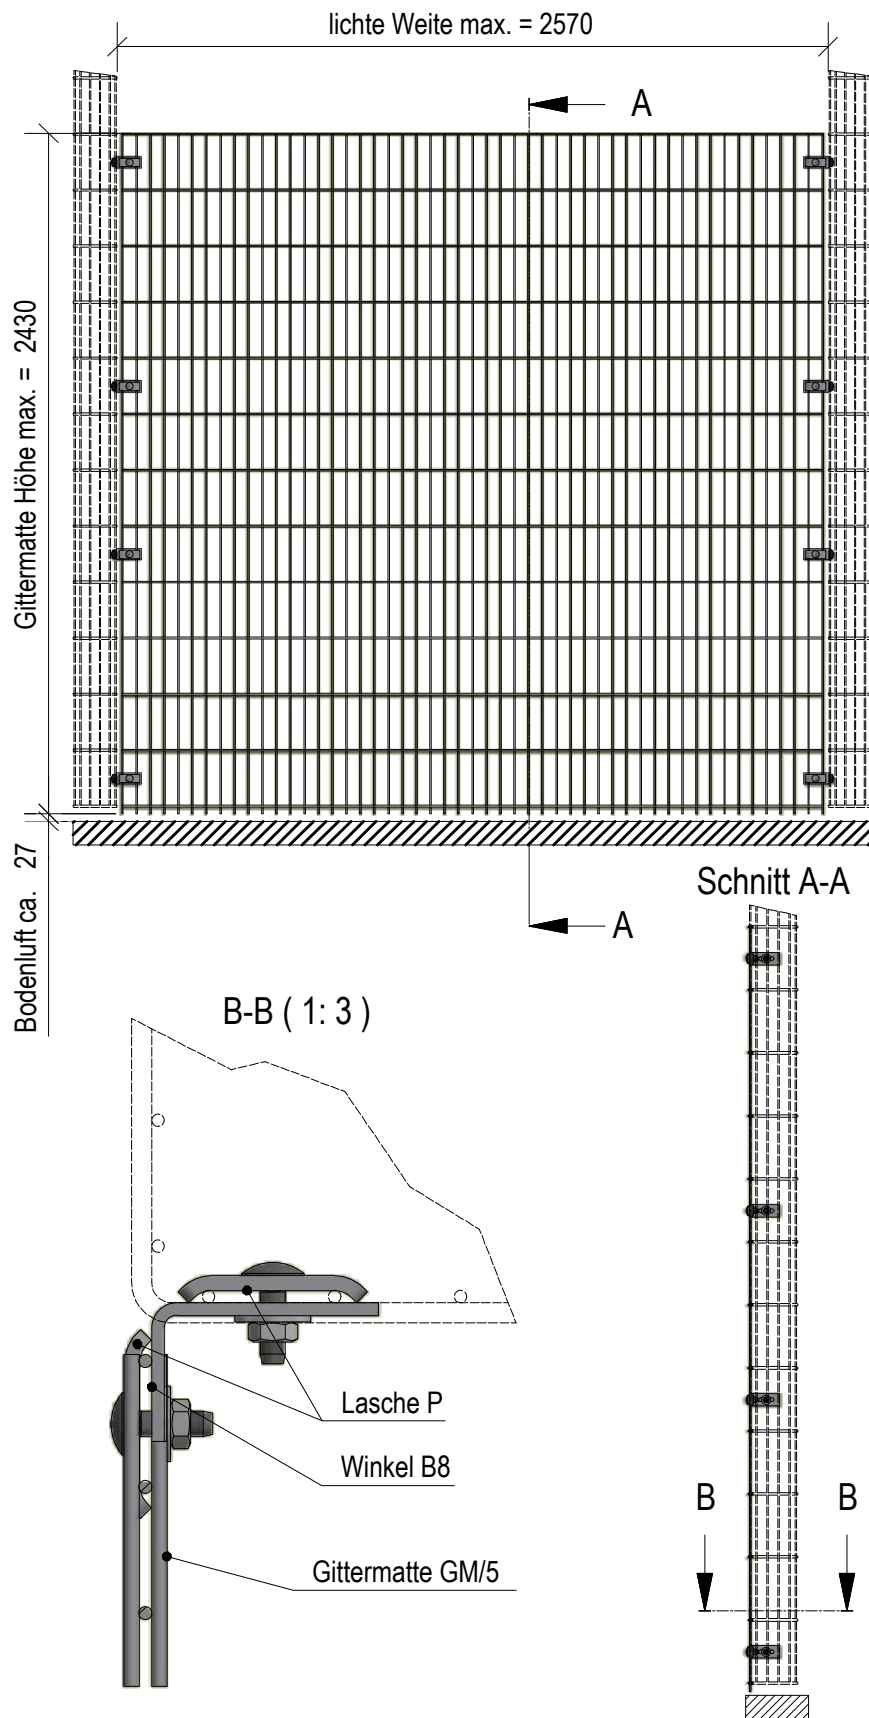 lichte Weite max. = 2570
A
Gittermatte Höhe max. = 2430
Bodenluft ca. 27
A
Schnitt A-A
B-B ( 1: 3 )
Lasche P
Winkel B8
Gittermatte GM/5
B
B